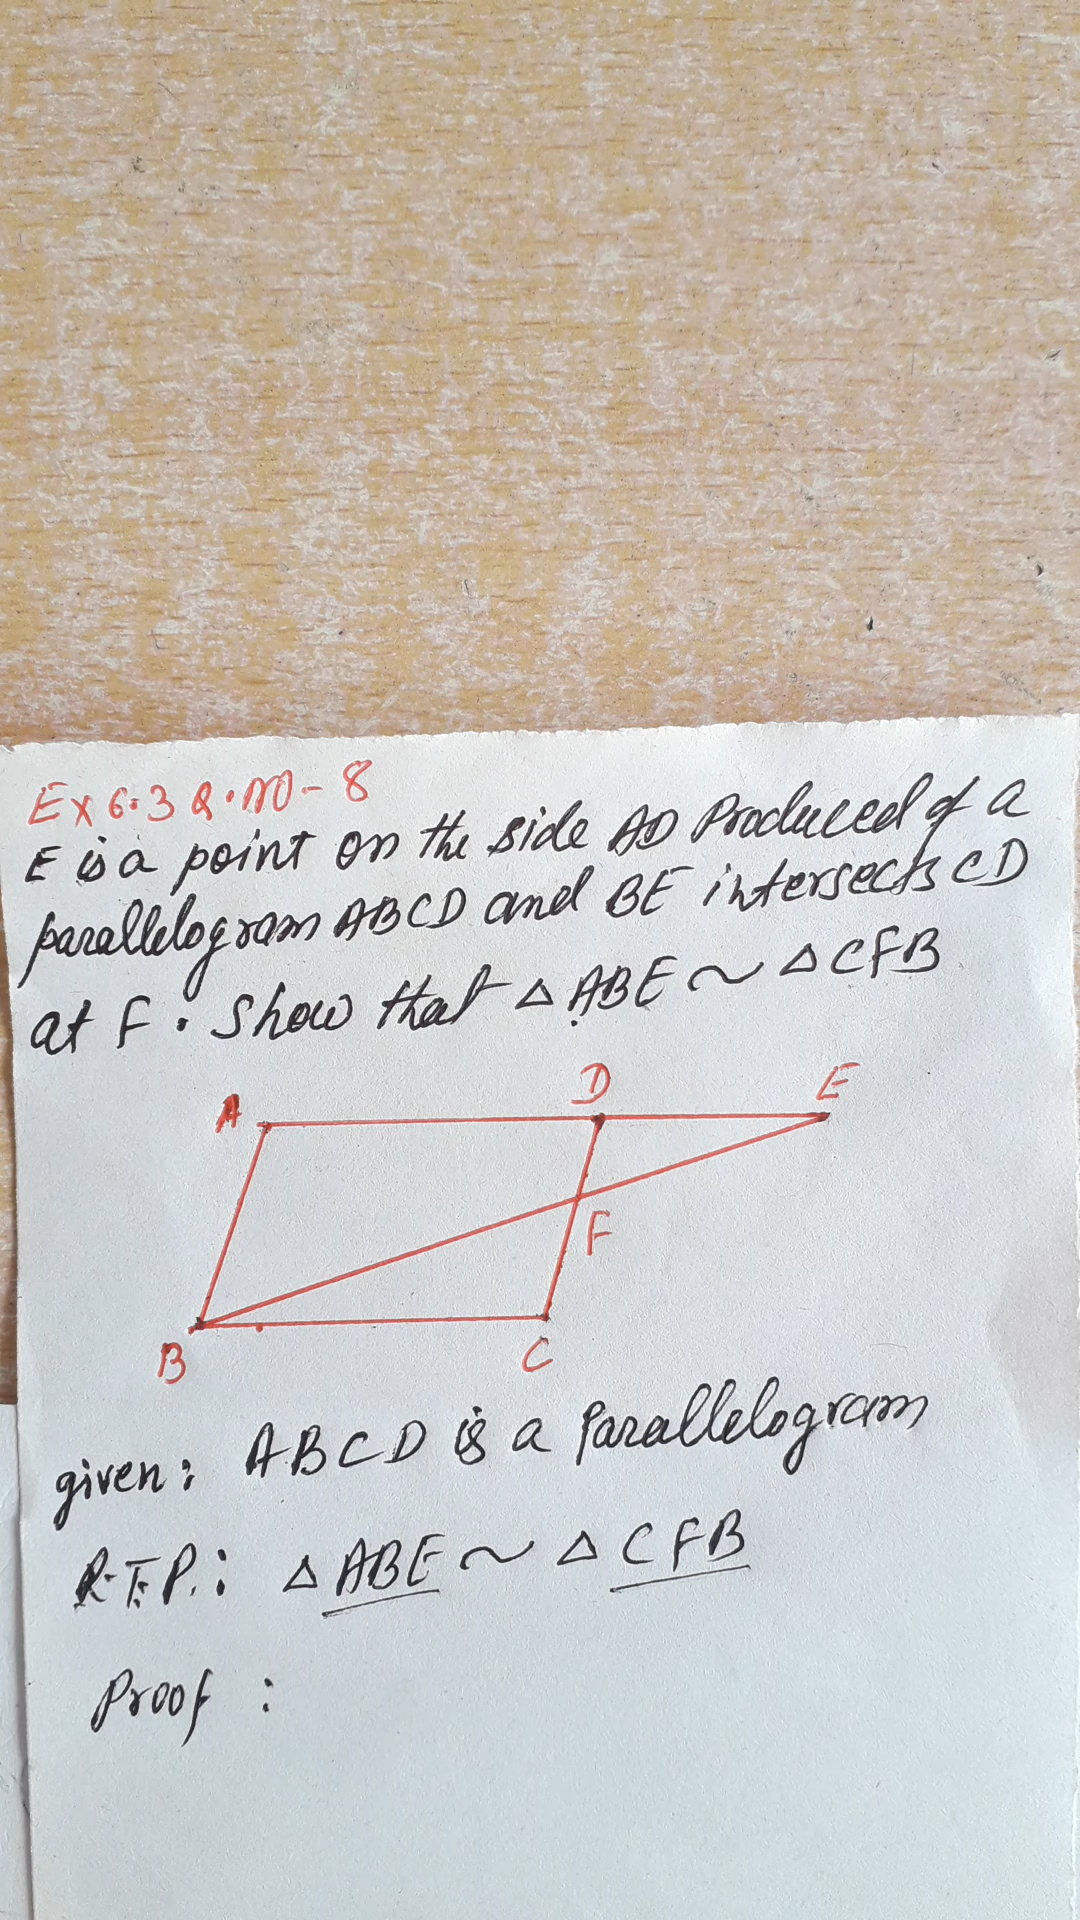 Ex 6.3 Q.NO-8
E is a point on the side AD Produced of a
parallelogram ABCD and BE intersects CD
at F. Show that △ ABE ~ △ CFB
A D E
F
B C
given: ABCD is a Parallelogram
R.T.P.: △ ABE ~ △ CFB
Proof :